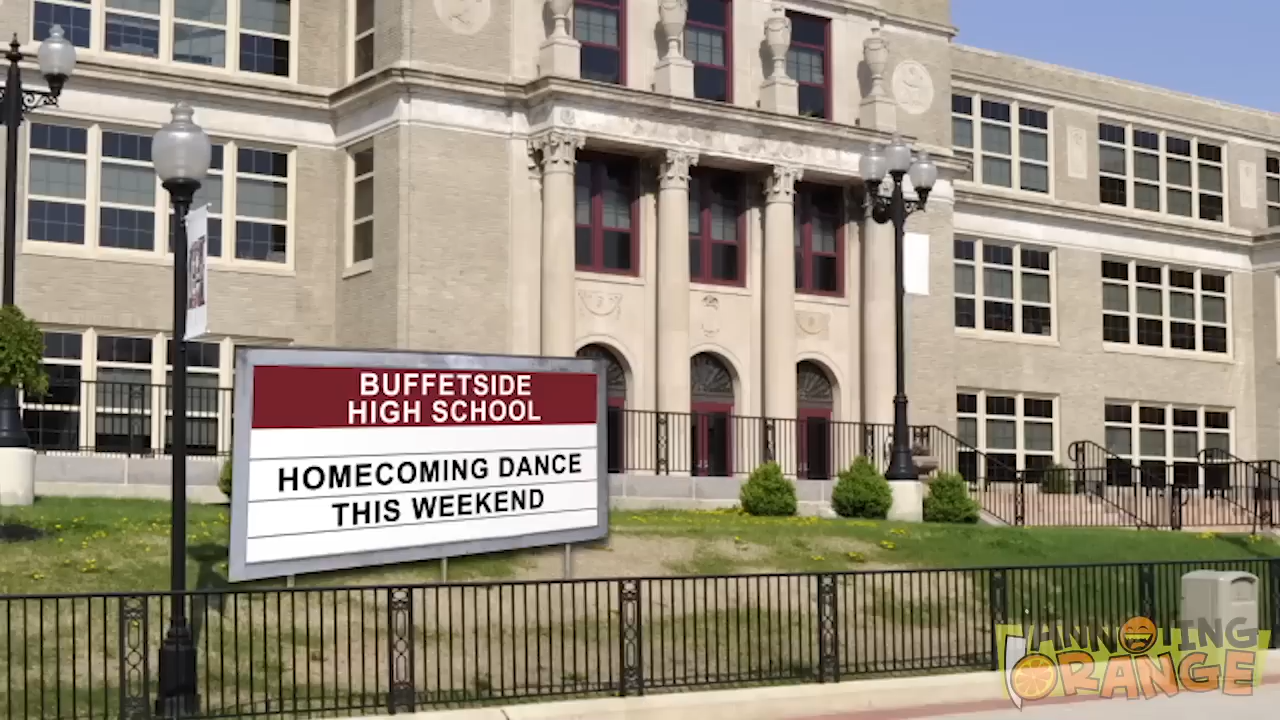 BUFFETSIDE
HIGH SCHOOL
HOMECOMING DANCE
THIS WEEKEND
ANNOYING
ORANGE